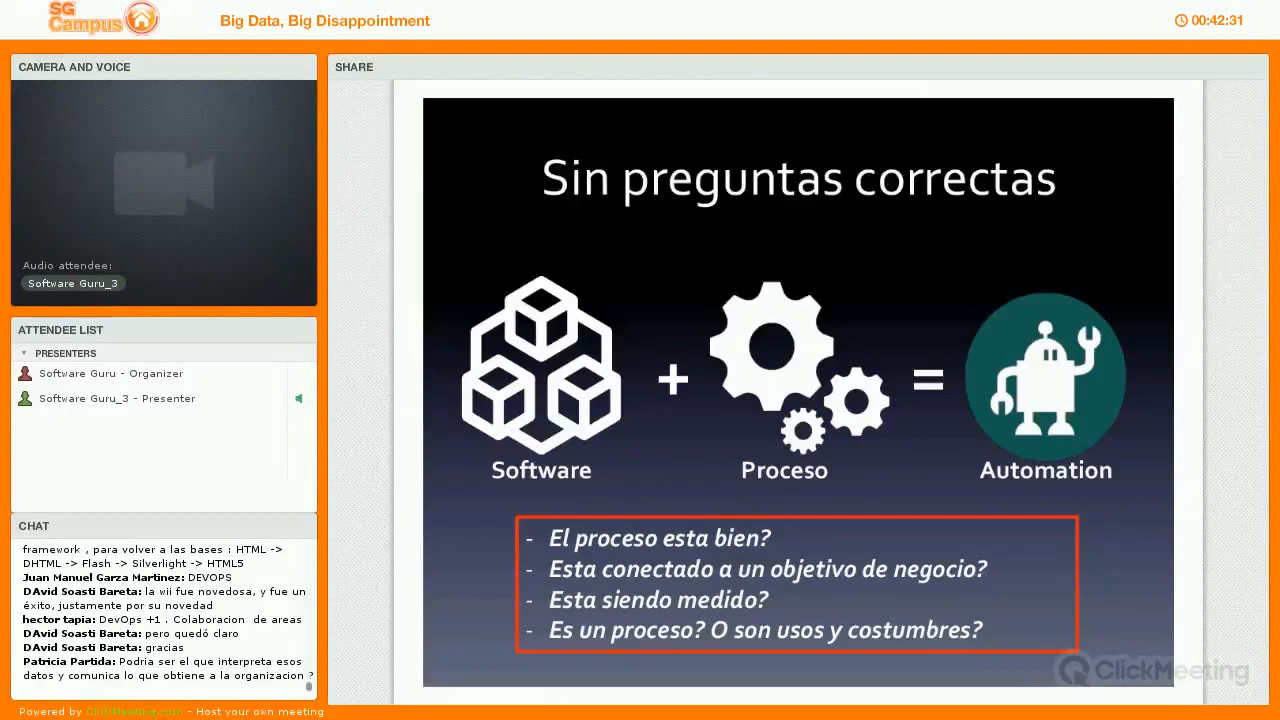 SG
Campus
Big Data, Big Disappointment
00:42:31
CAMERA AND VOICE
Audio attendee:
Software Guru_3
ATTENDEE LIST
PRESENTERS
Software Guru - Organizer
Software Guru_3 - Presenter
CHAT
framework , para volver a las bases : HTML ->
DHTML -> Flash -> Silverlight -> HTML5
Juan Manuel Garza Martinez: DEVOPS
DAvid Soasti Bareta: la wii fue novedosa, y fue un
éxito, justamente por su novedad
hector tapia: DevOps +1 . Colaboracion de areas
DAvid Soasti Bareta: pero quedó claro
DAvid Soasti Bareta: gracias
Patricia Partida: Podria ser el que interpreta esos
datos y comunica lo que obtiene a la organizacion ?
SHARE
Sin preguntas correctas
+
=
Software
Proceso
Automation
- El proceso esta bien?
- Esta conectado a un objetivo de negocio?
- Esta siendo medido?
- Es un proceso? O son usos y costumbres?
ClickMeeting
Powered by ClickMeeting.com - Host your own meeting